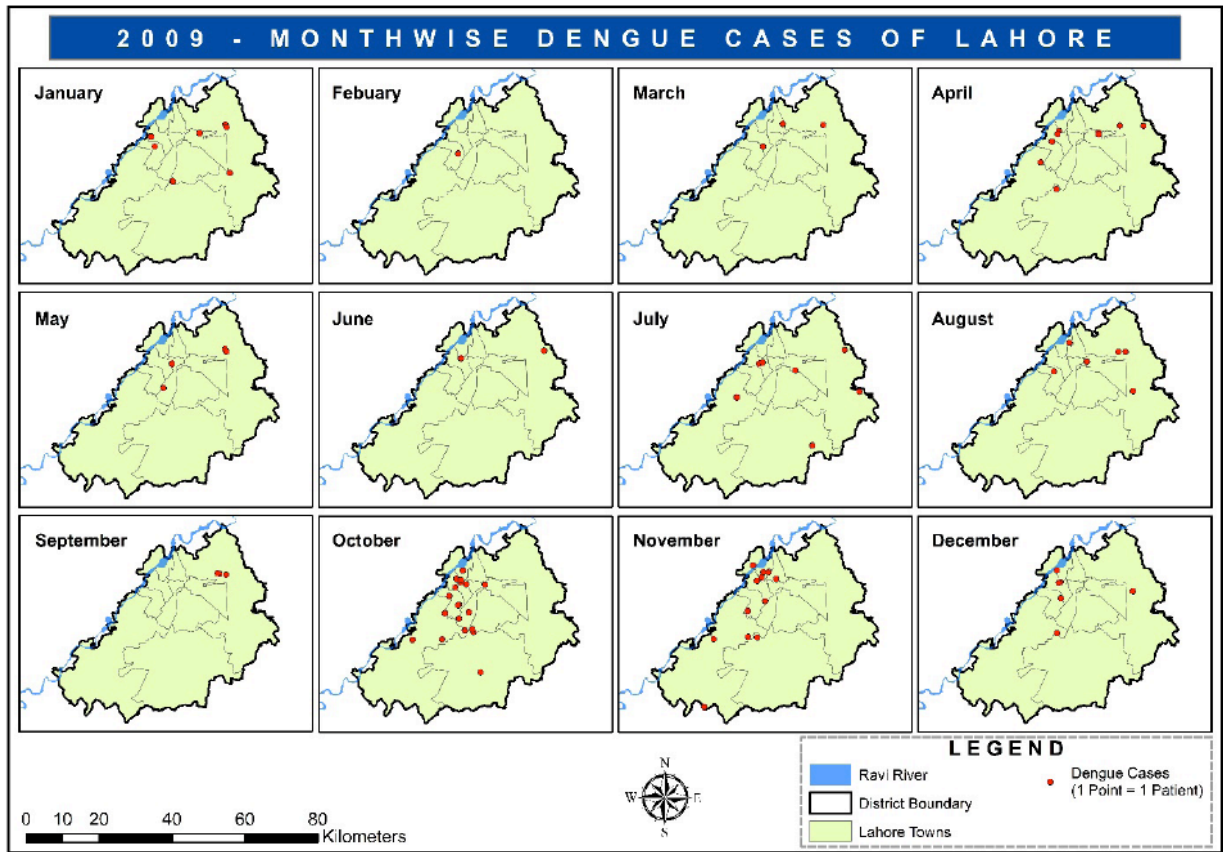 2009 - MONTHWISE DENGUE CASES OF LAHORE
January
Febuary
March
April
May
June
July
August
September
October
November
December
LEGEND
Ravi River
District Boundary
Lahore Towns
Dengue Cases
(1 Point = 1 Patient)
N
W E
S
0 10 20 40 60 80
Kilometers